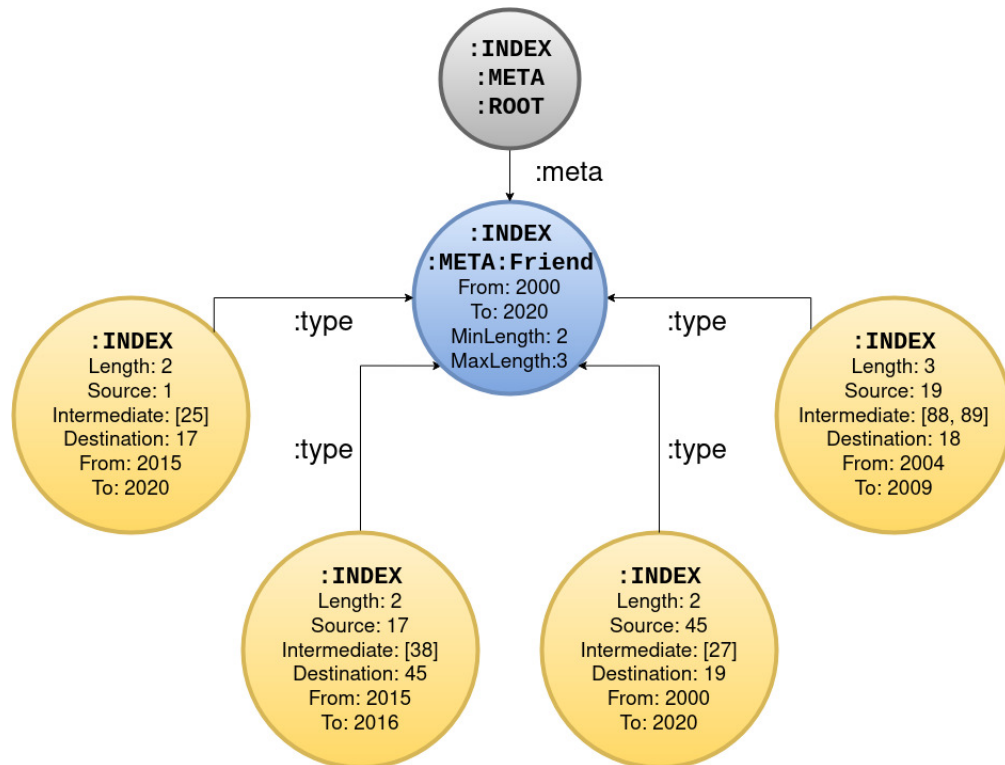 :INDEX
:META
:ROOT
:meta
:INDEX
:META:Friend
From: 2000
To: 2020
MinLength: 2
MaxLength:3
:type
:type
:INDEX
Length: 2
Source: 1
Intermediate: [25]
Destination: 17
From: 2015
To: 2020
:INDEX
Length: 3
Source: 19
Intermediate: [88, 89]
Destination: 18
From: 2004
To: 2009
:type
:type
:INDEX
Length: 2
Source: 17
Intermediate: [38]
Destination: 45
From: 2015
To: 2016
:INDEX
Length: 2
Source: 45
Intermediate: [27]
Destination: 19
From: 2000
To: 2020